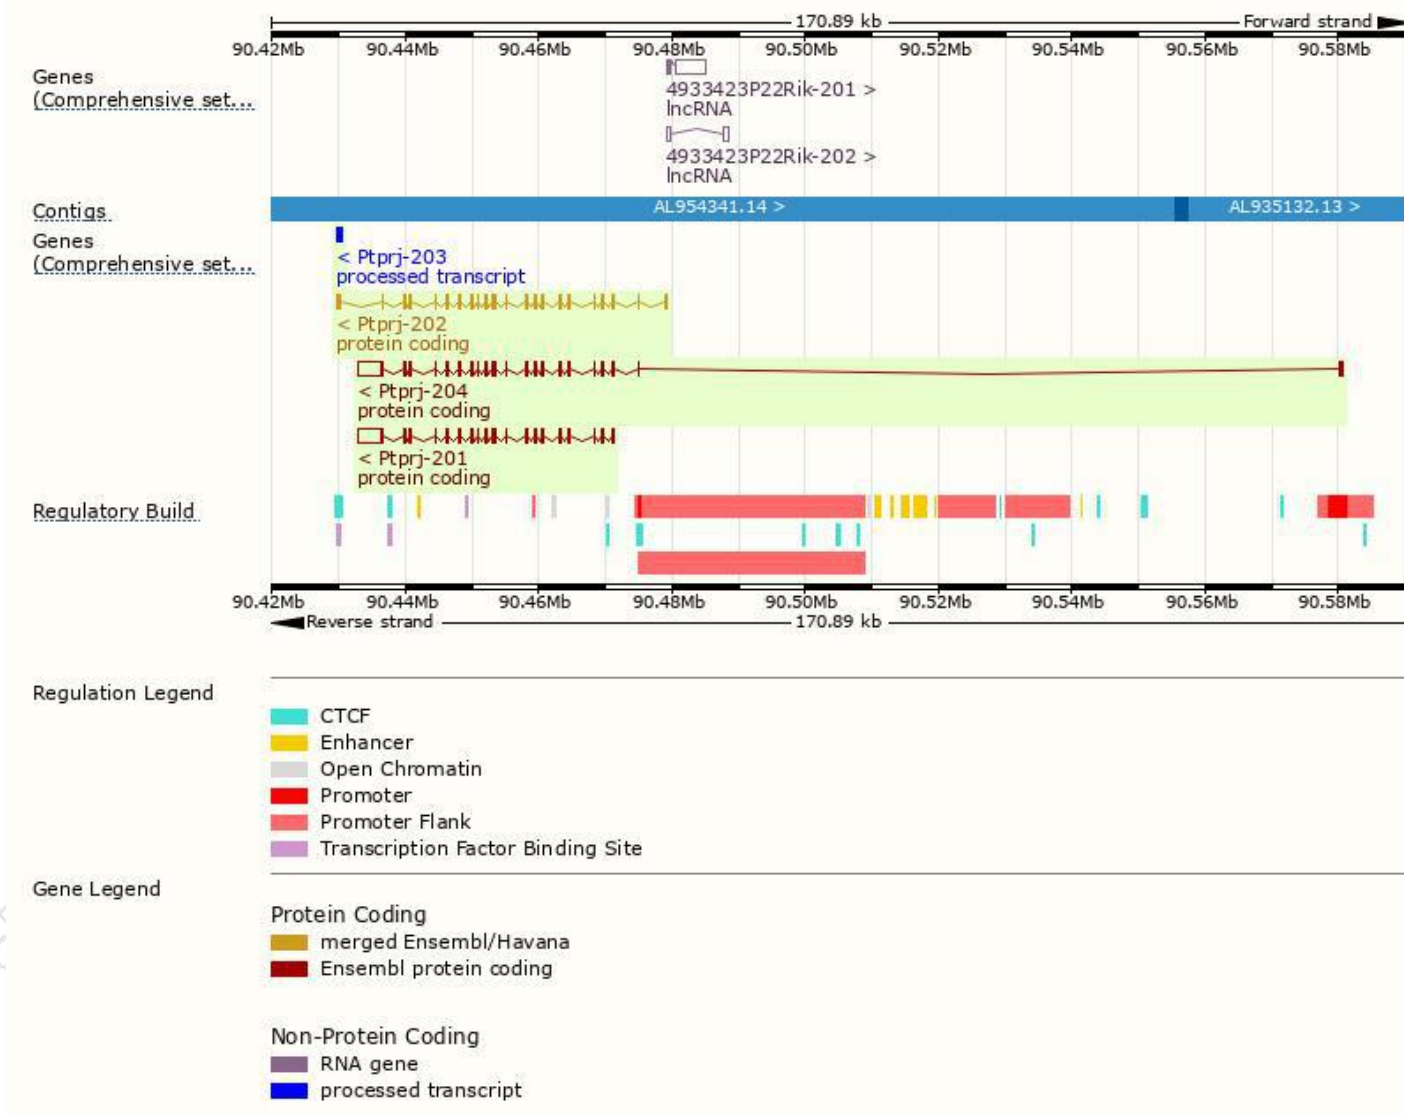 170.89 kb Forward strand
90.42Mb 90.44Mb 90.46Mb 90.48Mb 90.50Mb 90.52Mb 90.54Mb 90.56Mb 90.58Mb
Genes
(Comprehensive set...
4933423P22Rik-201 >
lncRNA
4933423P22Rik-202 >
lncRNA
Contigs
AL954341.14 > AL935132.13 >
Genes
(Comprehensive set...
< Ptprj-203
processed transcript
< Ptprj-202
protein coding
< Ptprj-204
protein coding
< Ptprj-201
protein coding
Regulatory Build
90.42Mb 90.44Mb 90.46Mb 90.48Mb 90.50Mb 90.52Mb 90.54Mb 90.56Mb 90.58Mb
Reverse strand 170.89 kb
Regulation Legend
CTCF
Enhancer
Open Chromatin
Promoter
Promoter Flank
Transcription Factor Binding Site
Gene Legend
Protein Coding
merged Ensembl/Havana
Ensembl protein coding
Non-Protein Coding
RNA gene
processed transcript